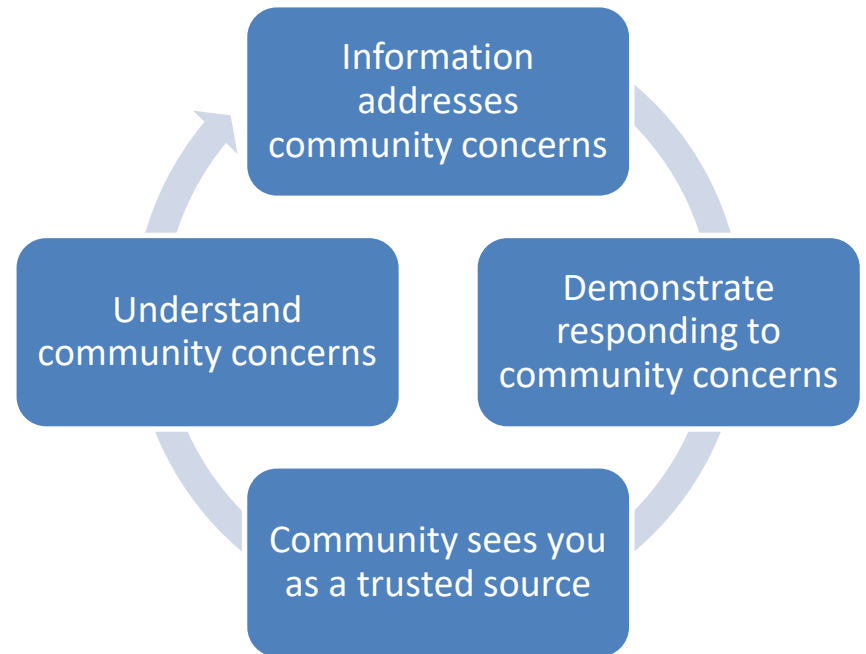 Information
addresses
community concerns
Demonstrate
responding to
community concerns
Community sees you
as a trusted source
Understand
community concerns